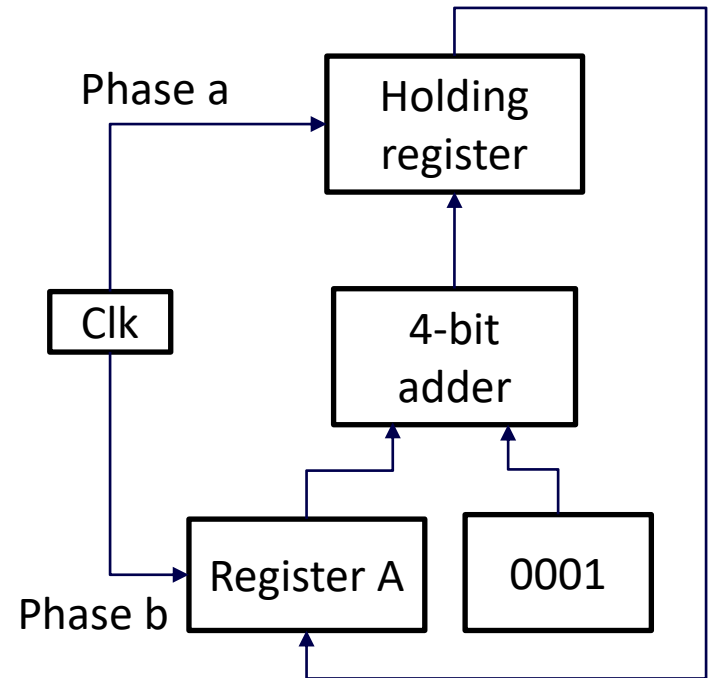 Phase a
Holding
register
Clk
4-bit
adder
Register A
0001
Phase b